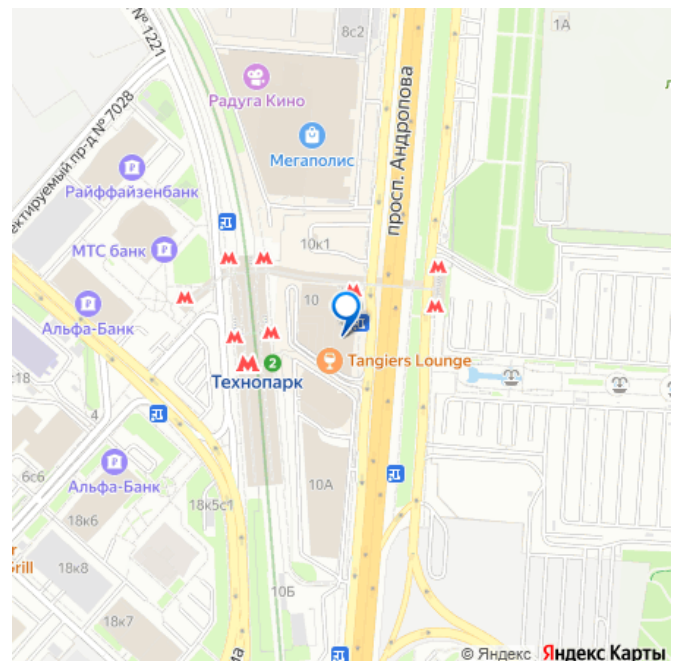 № 1221
8с2
1А
Радуга Кино
просп. Андропова
Мегаполис
ектируемый пр-д № 7028
Райффайзенбанк
10к1
МТС банк
10
Альфа-Банк
Tangiers Lounge
2
Технопарк
с18
4
6с6
Альфа-Банк
10А
18к5с1
18к6
r
Grill
18к8
10Б
18к7
© Яндекс Яндекс Карты